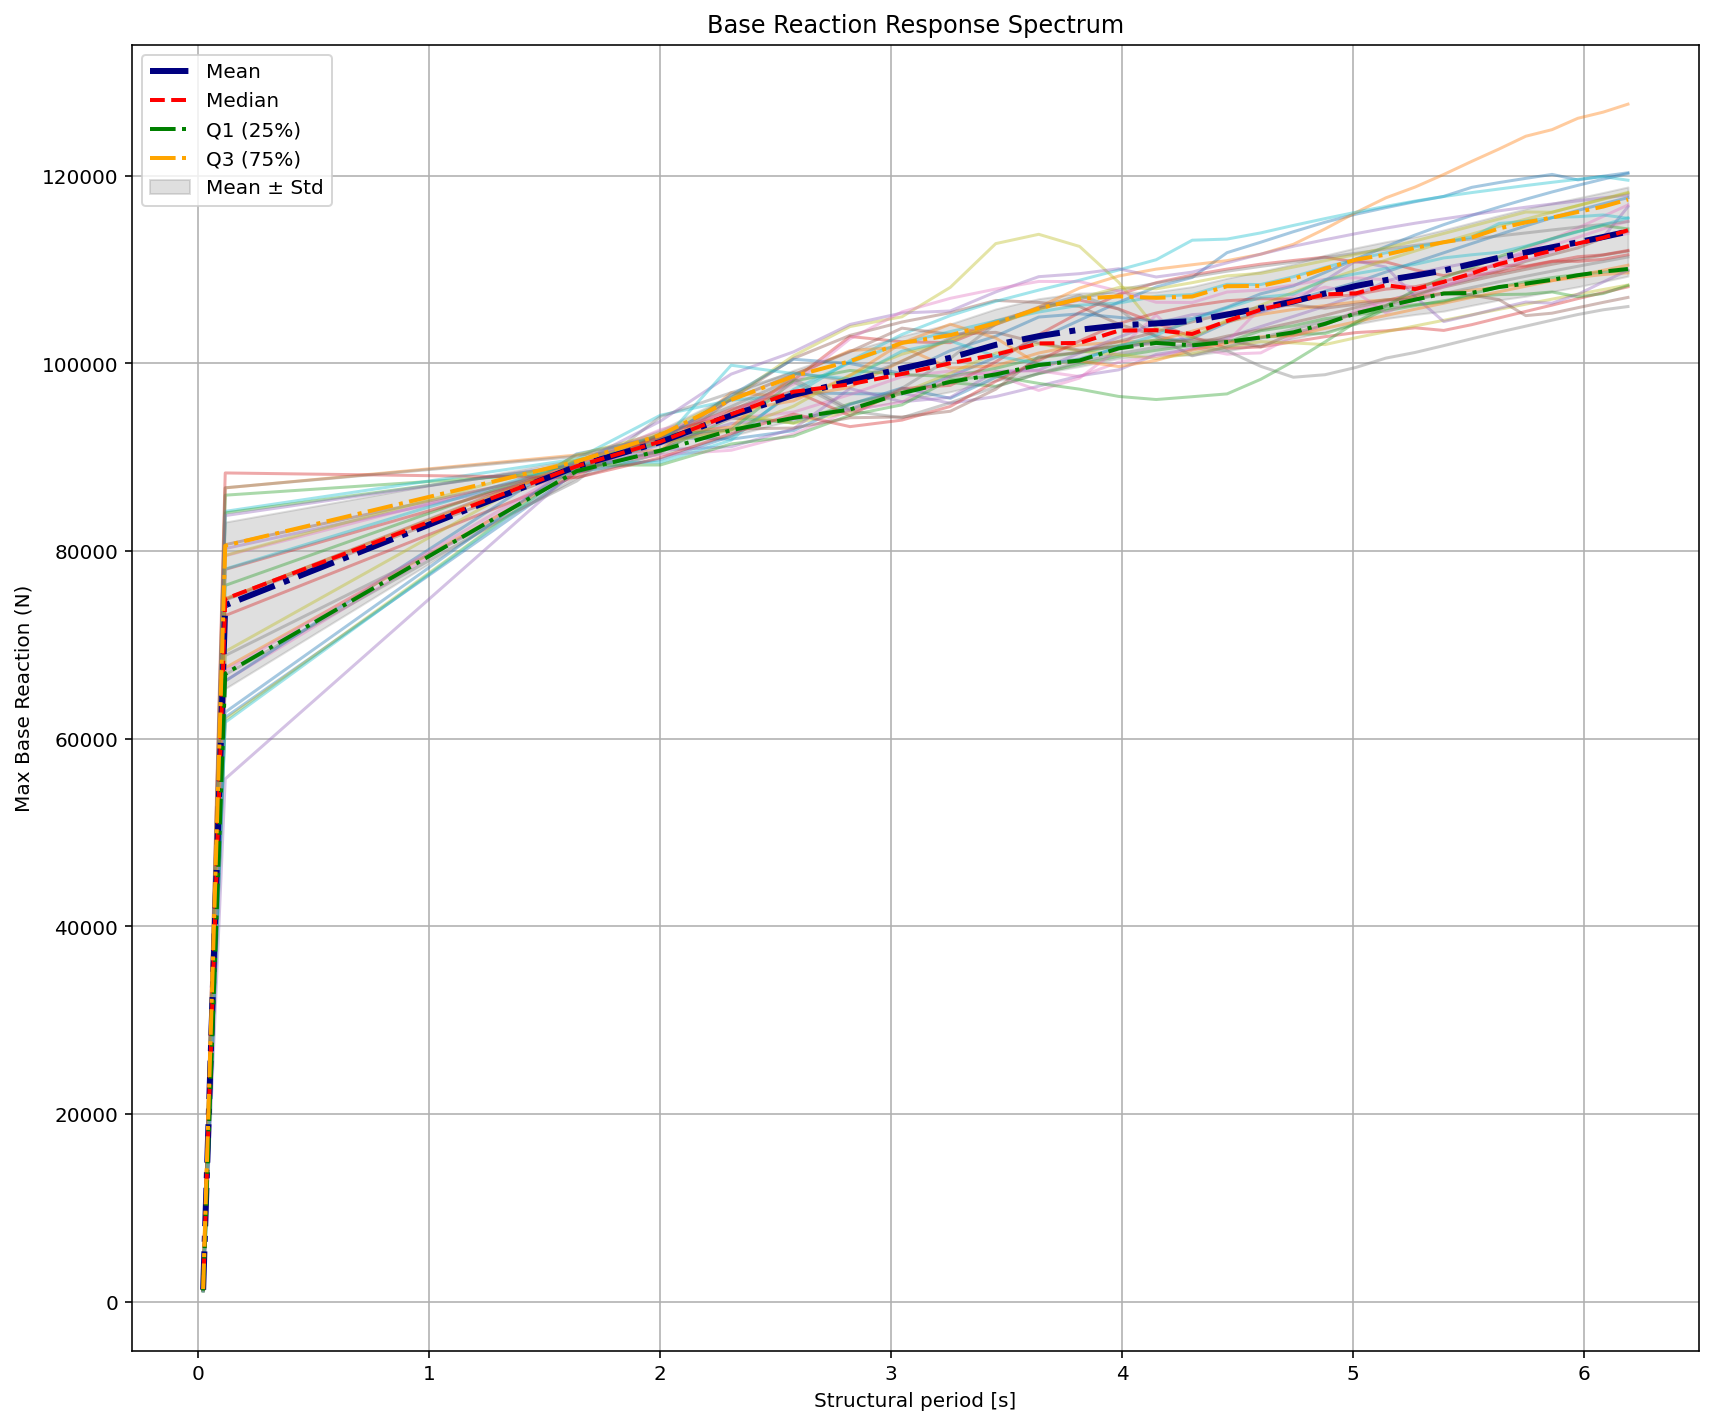 Base Reaction Response Spectrum
Mean
Median
Q1 (25%)
Q3 (75%)
Mean ± Std
120000
100000
80000
60000
40000
20000
0
Max Base Reaction (N)
0 1 2 3 4 5 6
Structural period [s]